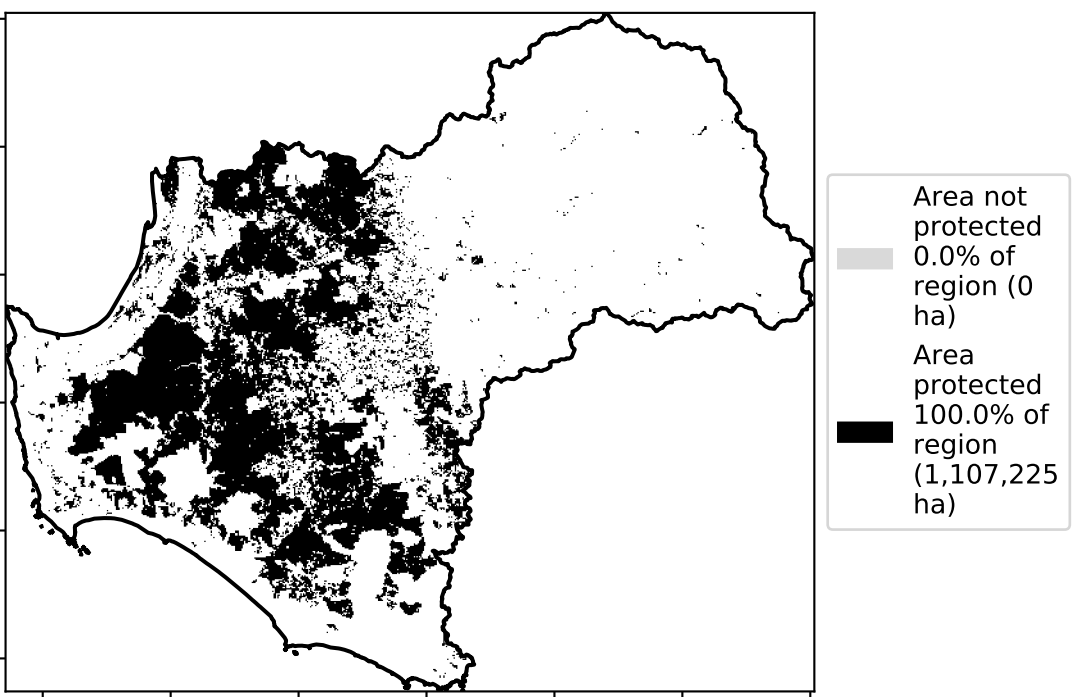 Area not
protected
0.0% of
region (0
ha)
Area
protected
100.0% of
region
(1,107,225
ha)